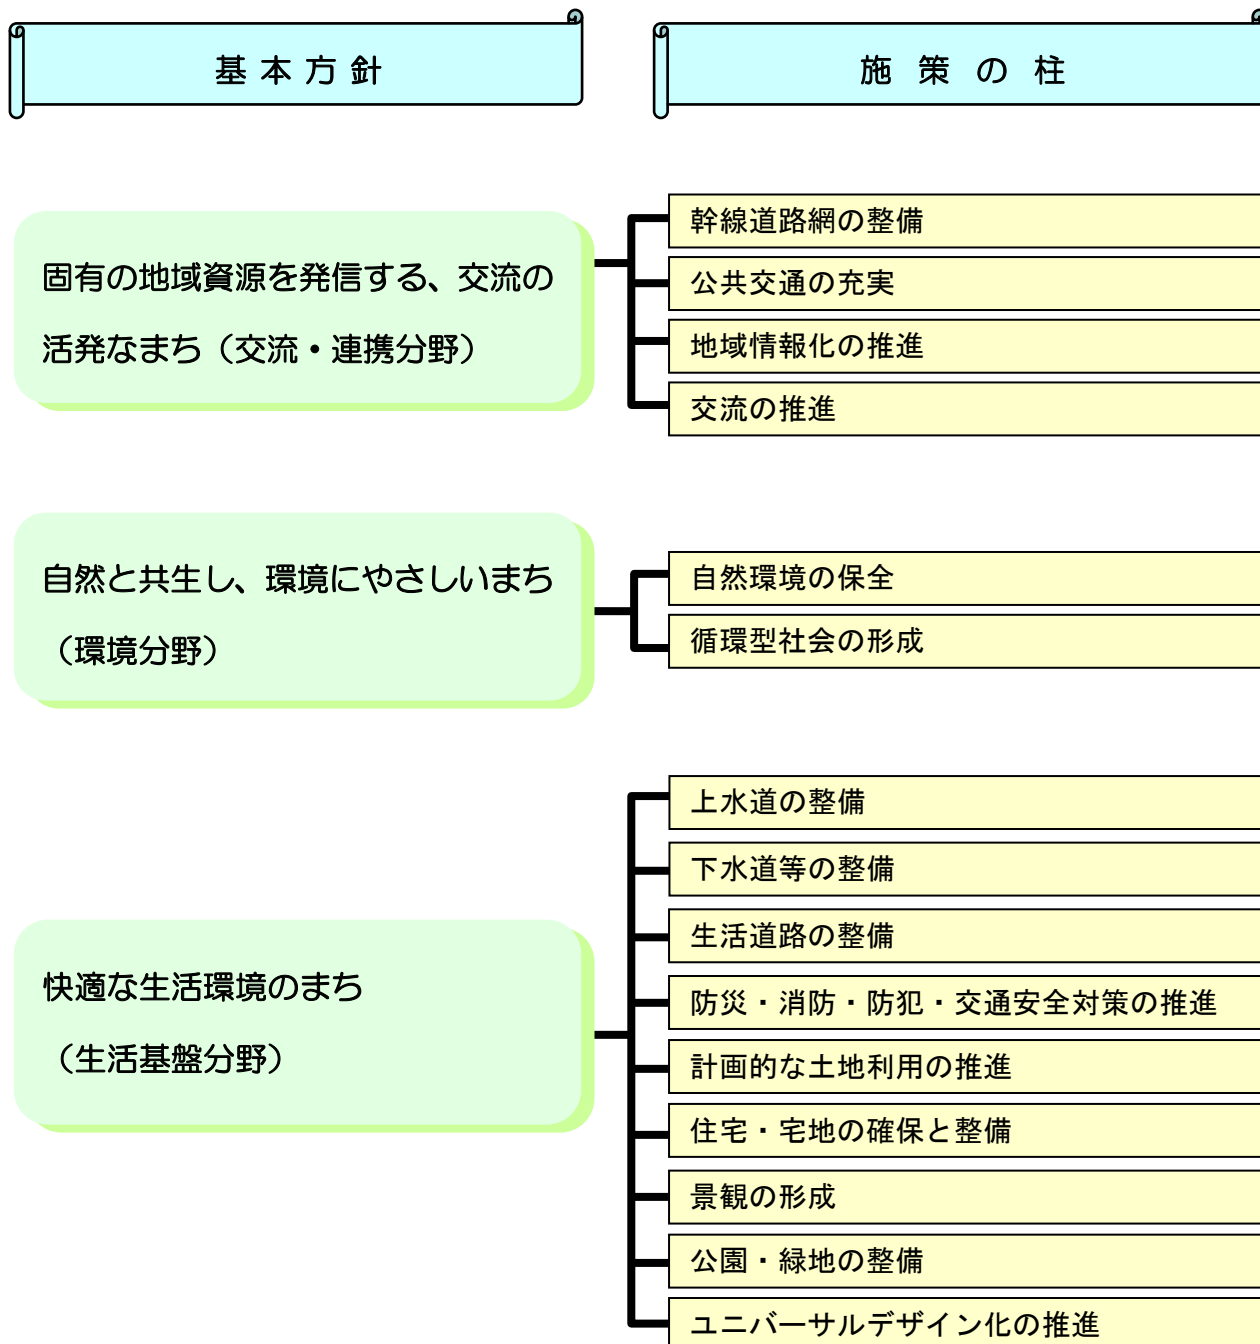 基本方針
施策の柱
固有の地域資源を発信する、交流の
活発なまち（交流・連携分野）
幹線道路網の整備
公共交通の充実
地域情報化の推進
交流の推進
自然と共生し、環境にやさしいまち
（環境分野）
自然環境の保全
循環型社会の形成
快適な生活環境のまち
（生活基盤分野）
上水道の整備
下水道等の整備
生活道路の整備
防災・消防・防犯・交通安全対策の推進
計画的な土地利用の推進
住宅・宅地の確保と整備
景観の形成
公園・緑地の整備
ユニバーサルデザイン化の推進